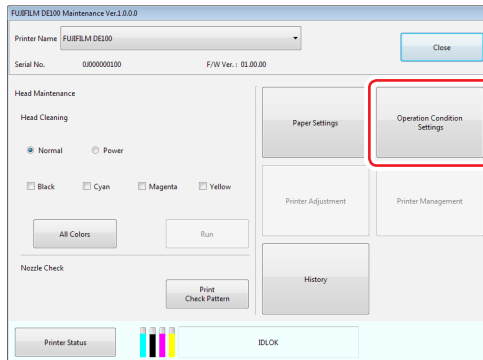 FUJIFILM DE100 Maintenance Ver.1.0.0.0
Printer Name FUJIFILM DE100
Close
Serial No. 0J000000100 F/W Ver. : 01.00.00
Head Maintenance
Head Cleaning
Normal Power
Black Cyan Magenta Yellow
All Colors Run
Nozzle Check
Print
Check Pattern
Paper Settings
Operation Condition
Settings
Printer Adjustment
Printer Management
History
Printer Status
IDLOK